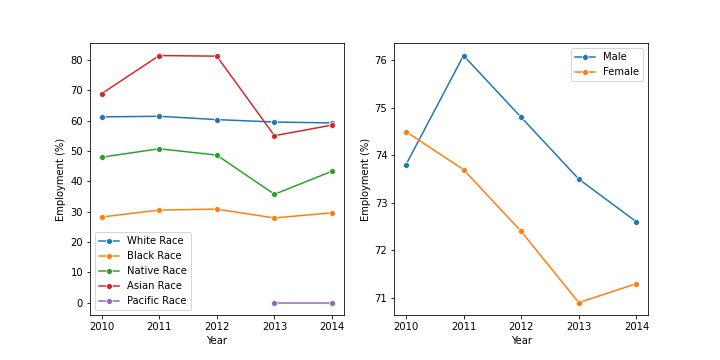 Employment (%)
80
70
60
50
40
30
20
10
0
White Race
Black Race
Native Race
Asian Race
Pacific Race
2010 2011 2012 2013 2014
Year
Employment (%)
76
75
74
73
72
71
Male
Female
2010 2011 2012 2013 2014
Year